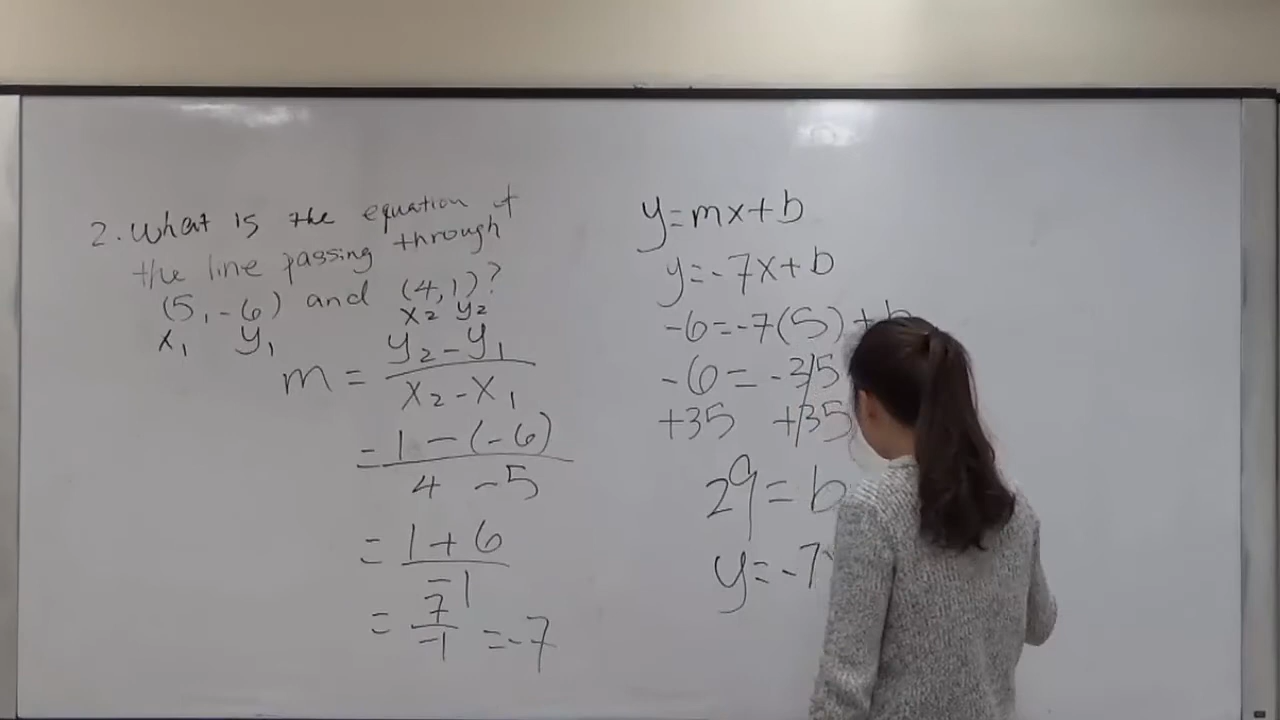 2. What is the equation of
the line passing through
(5, -6) and (4, 1)?
x₁ y₁ x₂ y₂
m = y₂ - y₁ / x₂ - x₁
= 1 - (-6) / 4 - 5
= 1 + 6 / -1
= 7 / -1 = -7
y = mx + b
y = -7x + b
-6 = -7(5) + b
-6 = -35
+35 +35
29 = b
y = -7